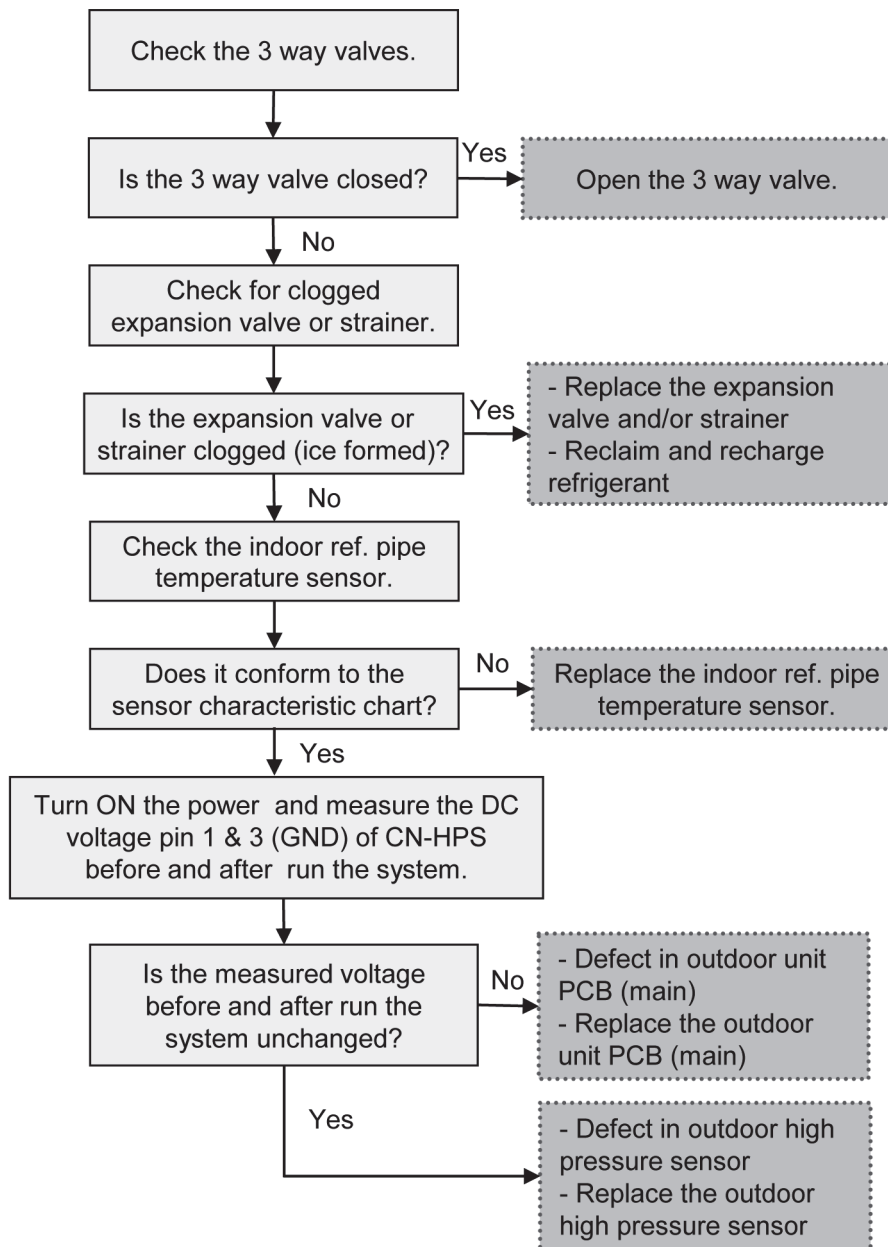 Check the 3 way valves.
Is the 3 way valve closed?
Yes
Open the 3 way valve.
No
Check for clogged
expansion valve or strainer.
Is the expansion valve or
strainer clogged (ice formed)?
Yes
- Replace the expansion
valve and/or strainer
- Reclaim and recharge
refrigerant
No
Check the indoor ref. pipe
temperature sensor.
Does it conform to the
sensor characteristic chart?
No
Replace the indoor ref. pipe
temperature sensor.
Yes
Turn ON the power and measure the DC
voltage pin 1 & 3 (GND) of CN-HPS
before and after run the system.
Is the measured voltage
before and after run the
system unchanged?
No
- Defect in outdoor unit
PCB (main)
- Replace the outdoor
unit PCB (main)
Yes
- Defect in outdoor high
pressure sensor
- Replace the outdoor
high pressure sensor